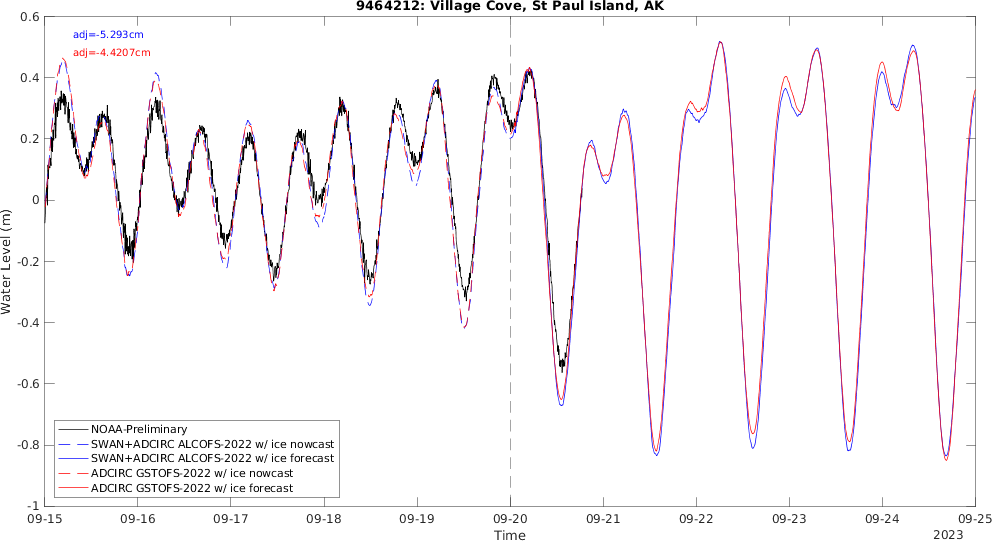 9464212: Village Cove, St Paul Island, AK
adj=-5.293cm
adj=-4.4207cm
Water Level (m)
0.6
0.4
0.2
0
-0.2
-0.4
-0.6
-0.8
-1
NOAA-Preliminary
SWAN+ADCIRC ALCOFS-2022 w/ ice nowcast
SWAN+ADCIRC ALCOFS-2022 w/ ice forecast
ADCIRC GSTOFS-2022 w/ ice nowcast
ADCIRC GSTOFS-2022 w/ ice forecast
09-15 09-16 09-17 09-18 09-19 09-20 09-21 09-22 09-23 09-24 09-25
Time
2023